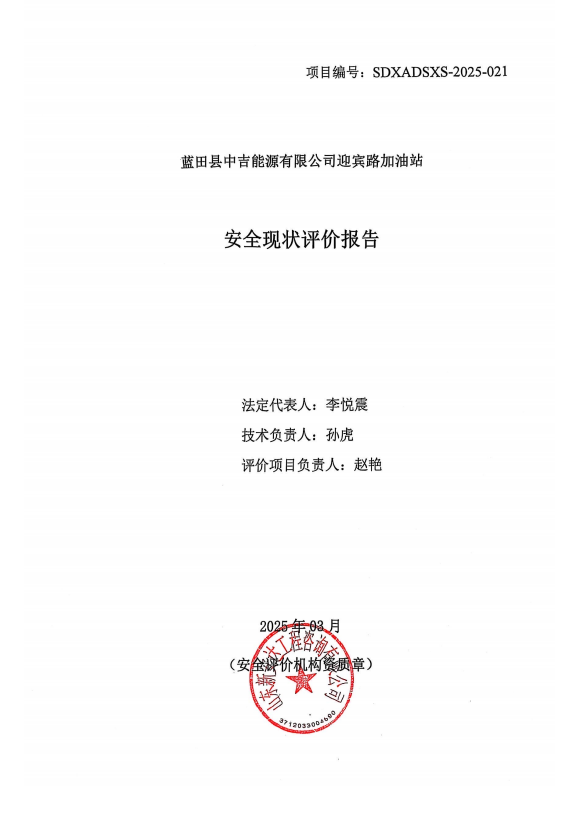 项目编号：SDXADSXS-2025-021
蓝田县中吉能源有限公司迎宾路加油站
安全现状评价报告
法定代表人：李悦震
技术负责人：孙虎
评价项目负责人：赵艳
2025年03月
（安全评价机构资质章）